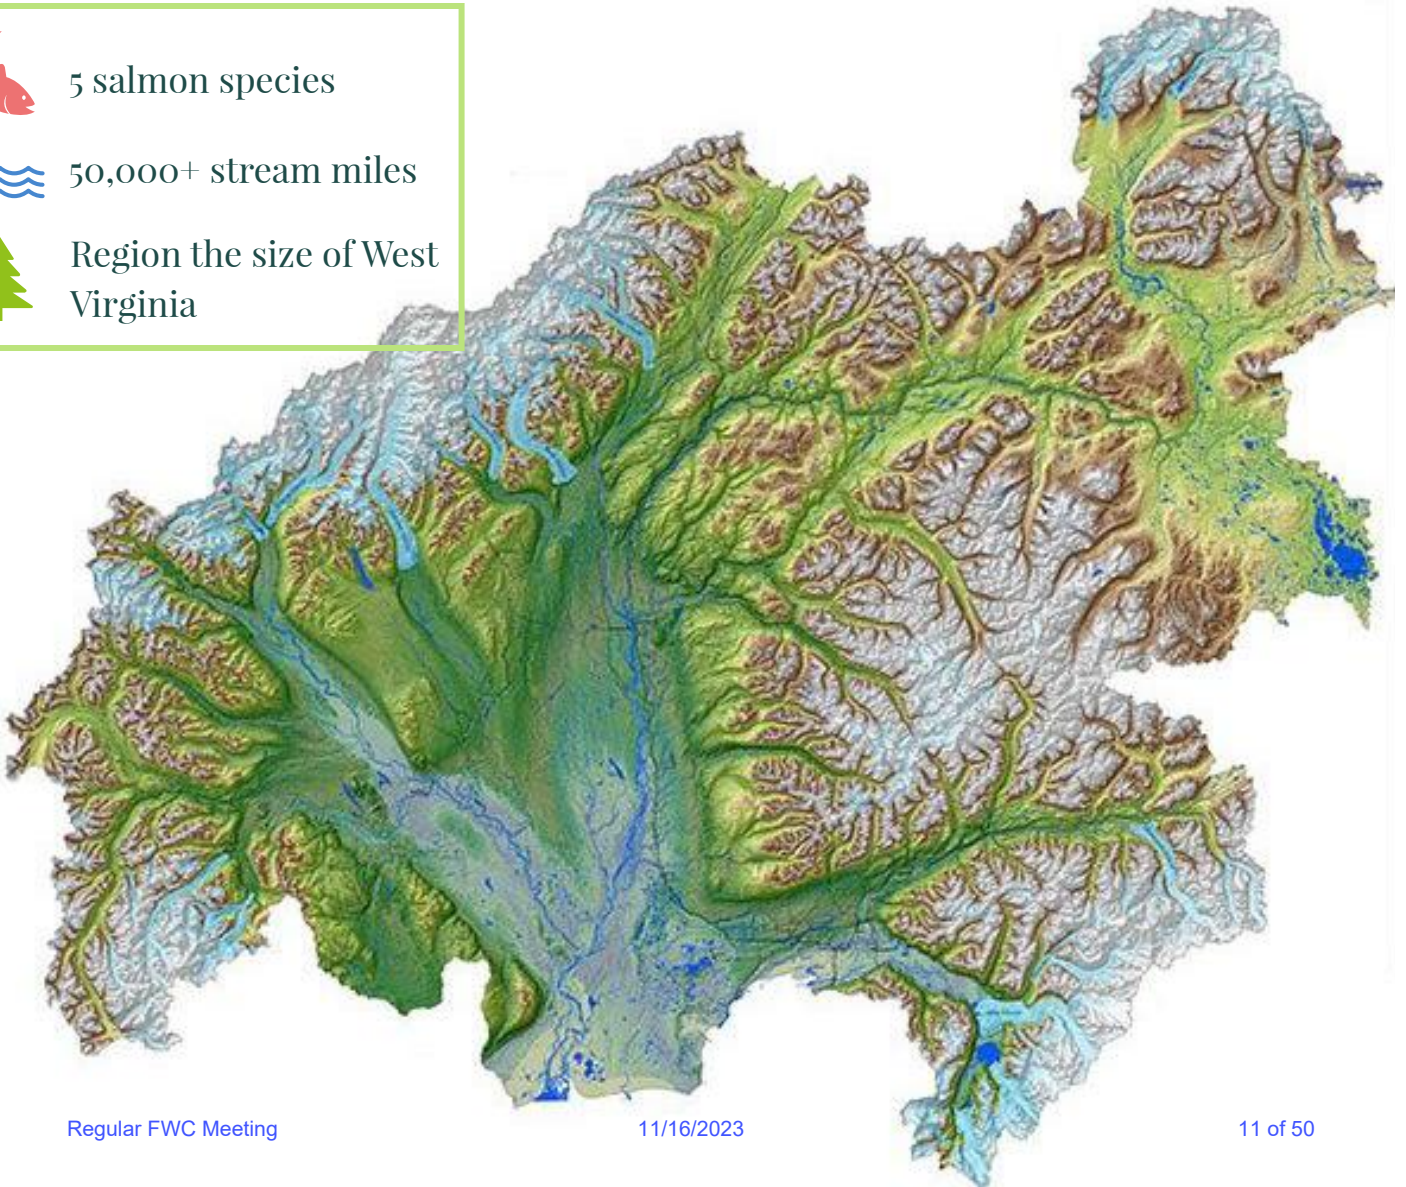 5 salmon species
50,000+ stream miles
Region the size of West
Virginia
Regular FWC Meeting
11/16/2023
11 of 50